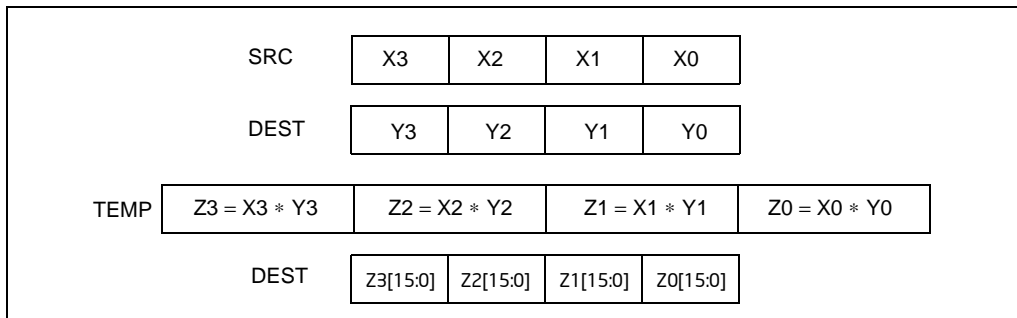 SRC X3 X2 X1 X0
DEST Y3 Y2 Y1 Y0
TEMP Z3 = X3 ∗ Y3 Z2 = X2 ∗ Y2 Z1 = X1 ∗ Y1 Z0 = X0 ∗ Y0
DEST Z3[15:0] Z2[15:0] Z1[15:0] Z0[15:0]